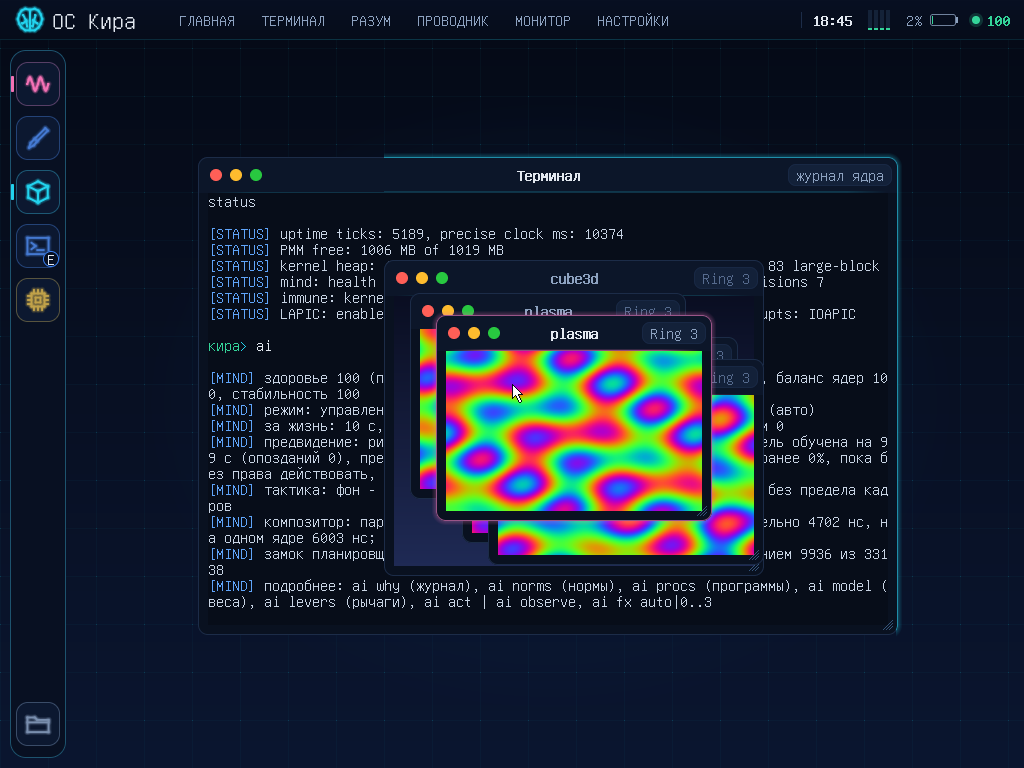 ОС Кира
ГЛАВНАЯ ТЕРМИНАЛ РАЗУМ ПРОВОДНИК МОНИТОР НАСТРОЙКИ
18:45 2% 100
E
Терминал
журнал ядра
status
[STATUS] uptime ticks: 5189, precise clock ms: 10374
[STATUS] PMM free: 1006 MB of 1019 MB
[STATUS] kernel heap: 83 large-block
[STATUS] mind: health isions 7
[STATUS] immune: kerne
[STATUS] LAPIC: enable upts: IOAPIC
кира> ai
[MIND] здоровье 100 (п , баланс ядер 10
0, стабильность 100
[MIND] режим: управлен (авто)
[MIND] за жизнь: 10 с, 0
[MIND] предвидение: ри ель обучена на 9
9 с (опозданий 0), пре ранее 0%, пока б
ез права действовать,
[MIND] тактика: фон - без предела кад
ров
[MIND] композитор: пар ельно 4702 нс, н
а одном ядре 6003 нс;
[MIND] замок планировщ нием 9936 из 331
38
[MIND] подробнее: ai why (журнал), ai norms (нормы), ai procs (программы), ai model (
веса), ai levers (рычаги), ai act | ai observe, ai fx auto|0..3
cube3d
Ring 3
plasma
Ring 3
plasma
Ring 3
3
ing 3